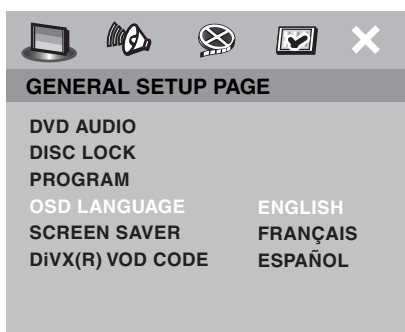 GENERAL SETUP PAGE
DVD AUDIO
DISC LOCK
PROGRAM
OSD LANGUAGE ENGLISH
SCREEN SAVER FRANÇAIS
DiVX(R) VOD CODE ESPAÑOL